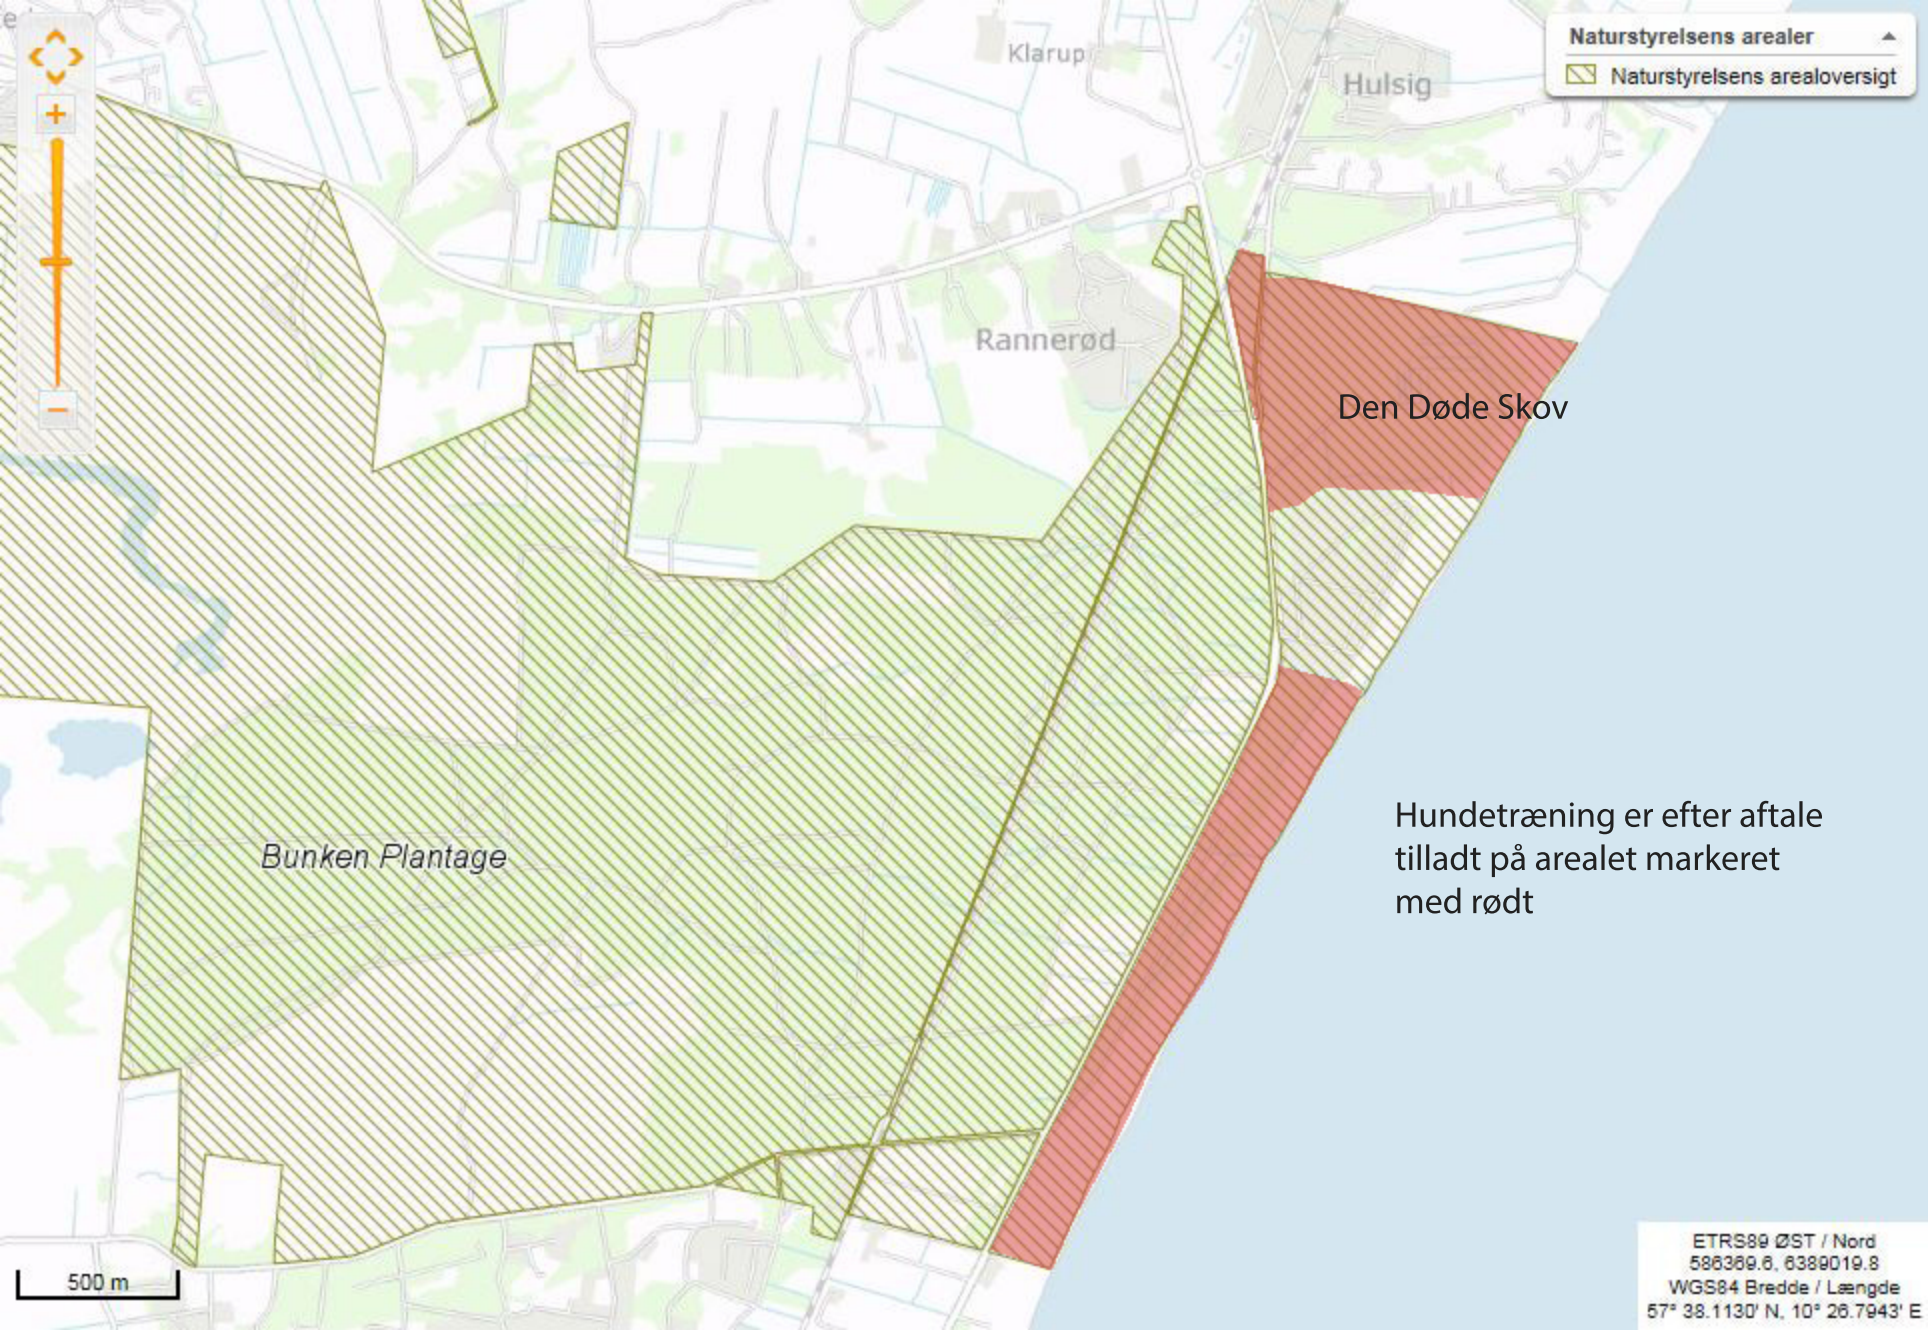 Klarup
Hulsig
Naturstyrelsens arealer
Naturstyrelsens arealoversigt
Rannerød
Den Døde Skov
Bunken Plantage
Hundetræning er efter aftale
tilladt på arealet markeret
med rødt
500 m
ETRS89 ØST / Nord
586369.6, 6389019.8
WGS84 Bredde / Længde
57° 38.1130' N, 10° 26.7943' E